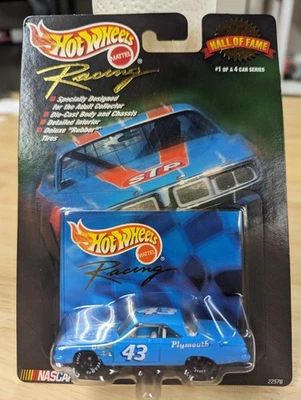 Hot Wheels
MATTEL
Racing
HALL OF FAME
#1 OF A 4 CAR SERIES
Specially Designed
for the Adult Collector
Die-Cast Body and Chassis
Detailed Interior
Deluxe "Rubber"
Tires
STP
Hot Wheels
MATTEL
Racing
43
Plymouth
NASCAR
22576